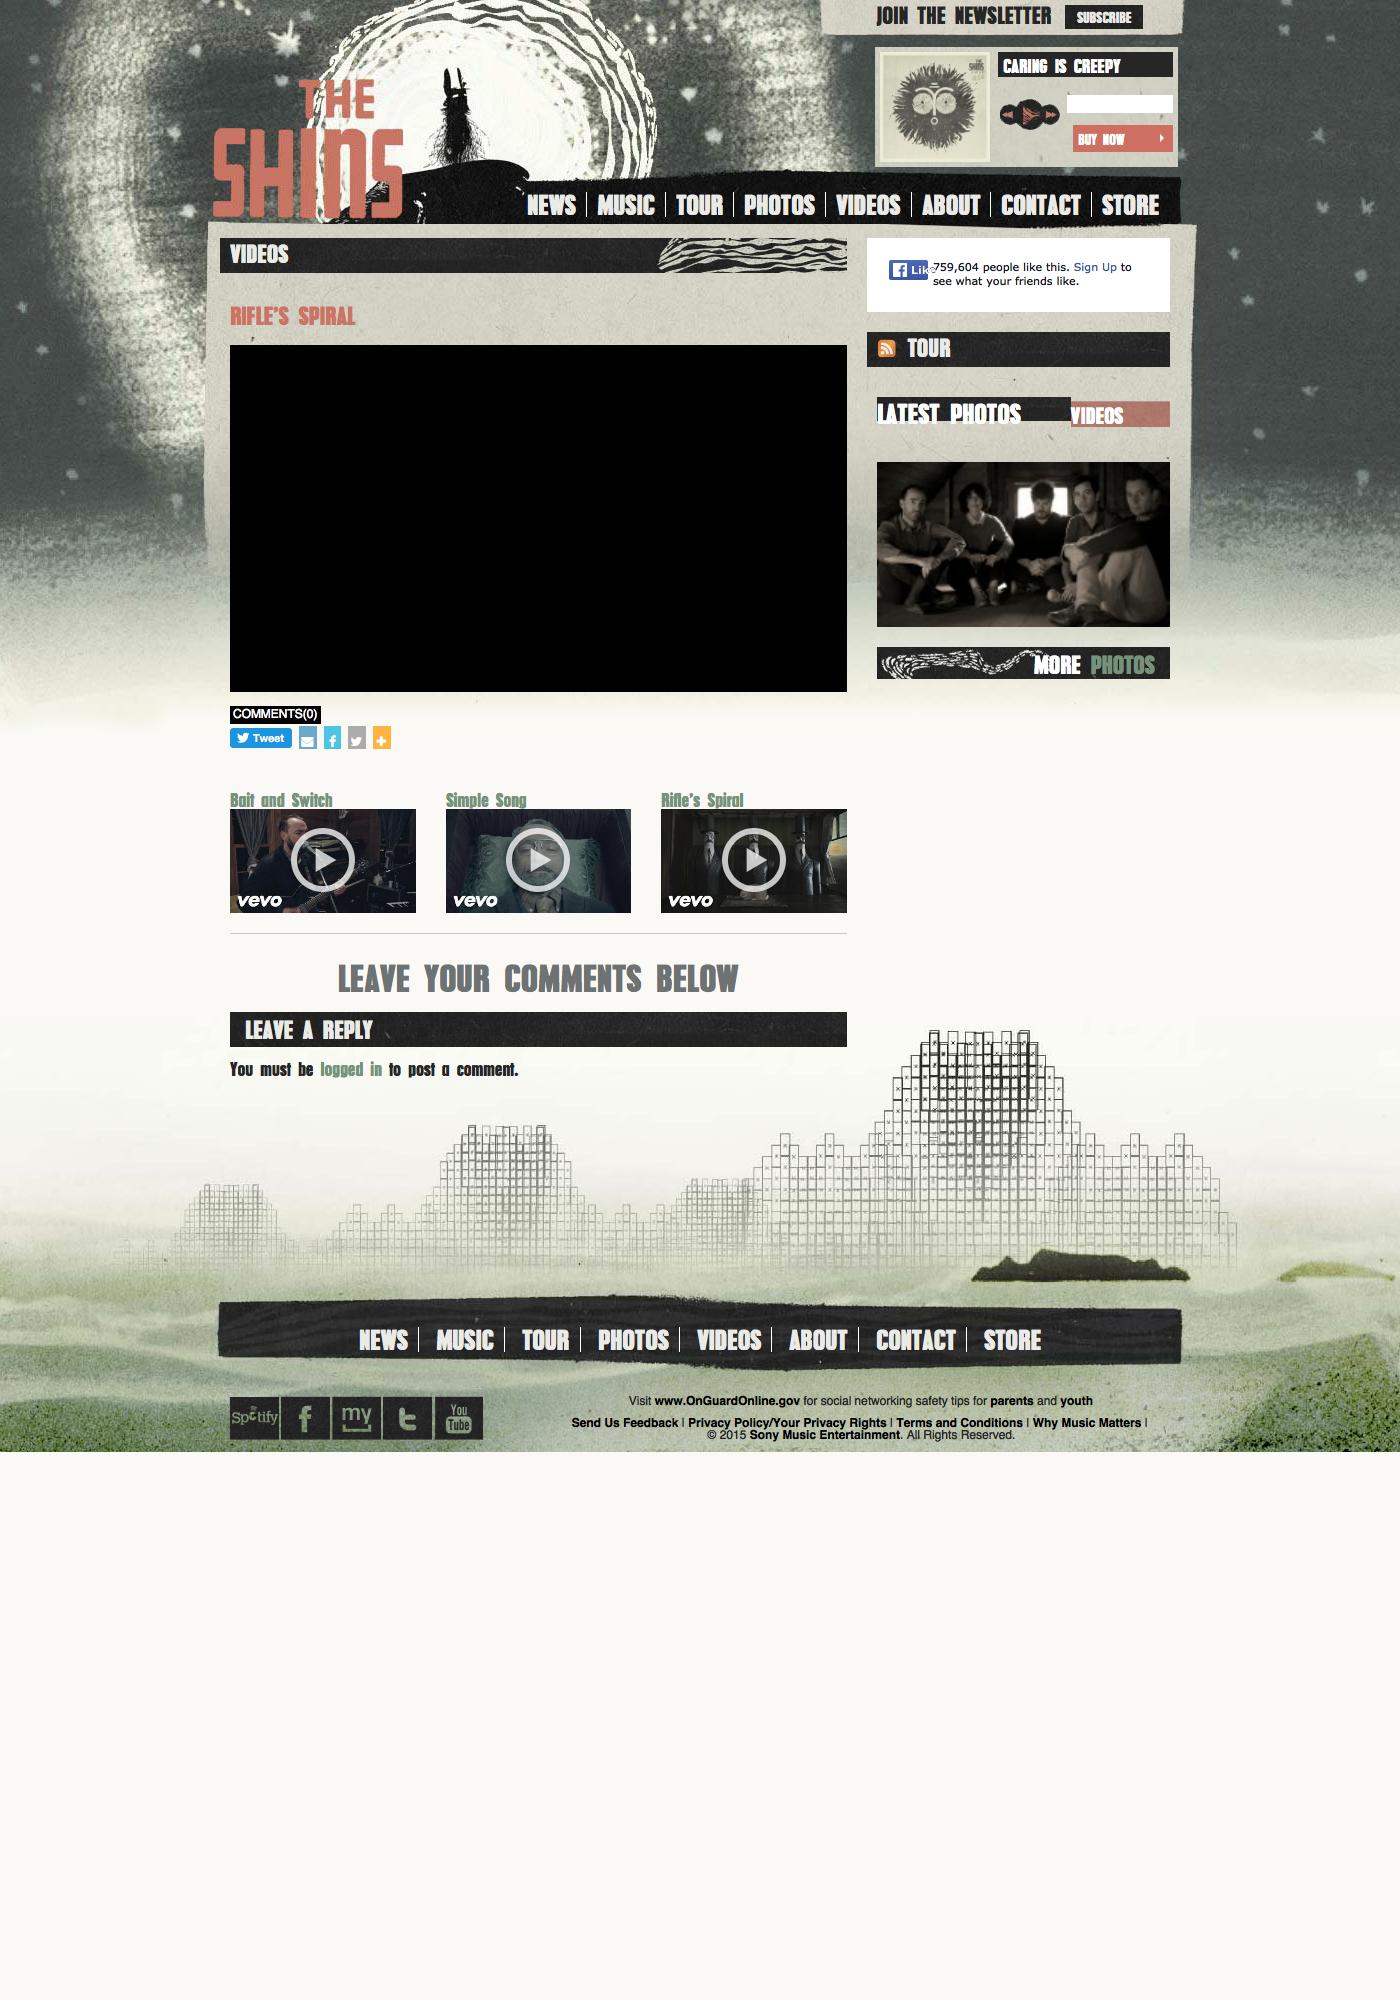 JOIN THE NEWSLETTER
SUBSCRIBE
THE SHINS
CARING IS CREEPY
BUY NOW
THE
SHINS
NEWS
MUSIC
TOUR
PHOTOS
VIDEOS
ABOUT
CONTACT
STORE
VIDEOS
RIFLE'S SPIRAL
Like
759,604 people like this. Sign Up to
see what your friends like.
TOUR
LATEST PHOTOS
VIDEOS
MORE PHOTOS
COMMENTS(0)
Tweet
Bait and Switch
Simple Song
Rifle's Spiral
vevo
vevo
vevo
LEAVE YOUR COMMENTS BELOW
LEAVE A REPLY
You must be logged in to post a comment.
NEWS
MUSIC
TOUR
PHOTOS
VIDEOS
ABOUT
CONTACT
STORE
Spotify
my
You
Tube
Visit www.OnGuardOnline.gov for social networking safety tips for parents and youth
Send Us Feedback | Privacy Policy/Your Privacy Rights | Terms and Conditions | Why Music Matters |
© 2015 Sony Music Entertainment. All Rights Reserved.